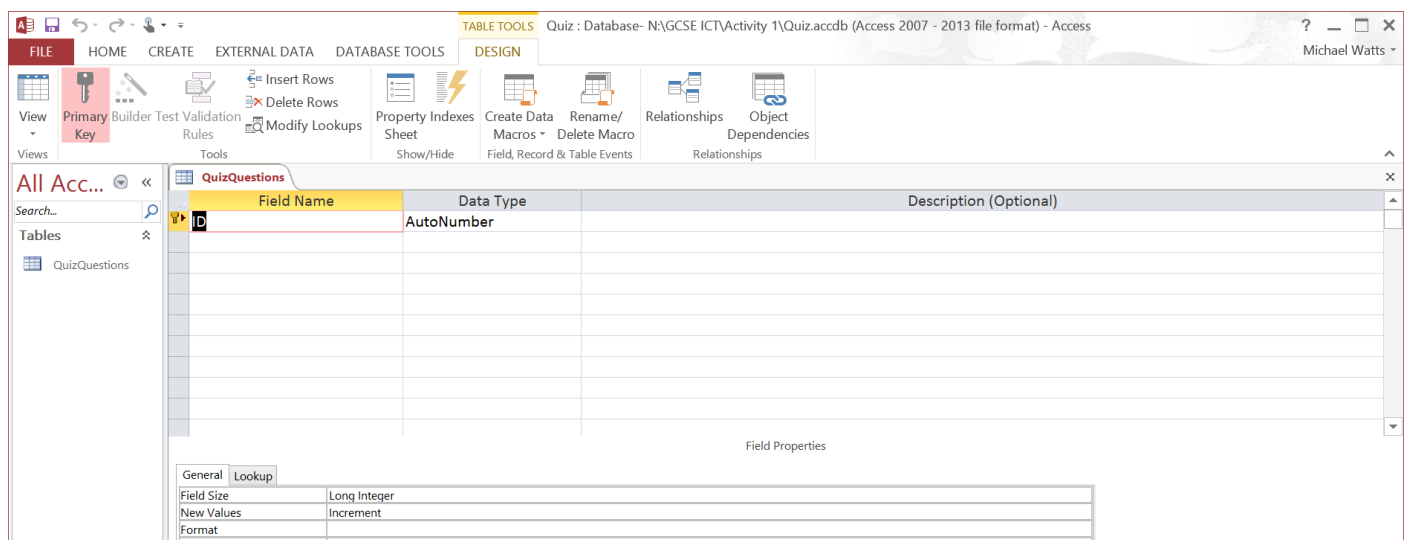 TABLE TOOLS Quiz : Database- N:\GCSE ICT\Activity 1\Quiz.accdb (Access 2007 - 2013 file format) - Access
FILE HOME CREATE EXTERNAL DATA DATABASE TOOLS DESIGN Michael Watts
View
Primary Key
Builder
Test Validation Rules
Insert Rows
Delete Rows
Modify Lookups
Property Sheet
Indexes
Create Data Macros
Rename/ Delete Macro
Relationships
Object Dependencies
Views Tools Show/Hide Field, Record & Table Events Relationships
All Acc...
Search...
Tables
QuizQuestions
QuizQuestions
Field Name Data Type Description (Optional)
ID AutoNumber
Field Properties
General Lookup
Field Size Long Integer
New Values Increment
Format